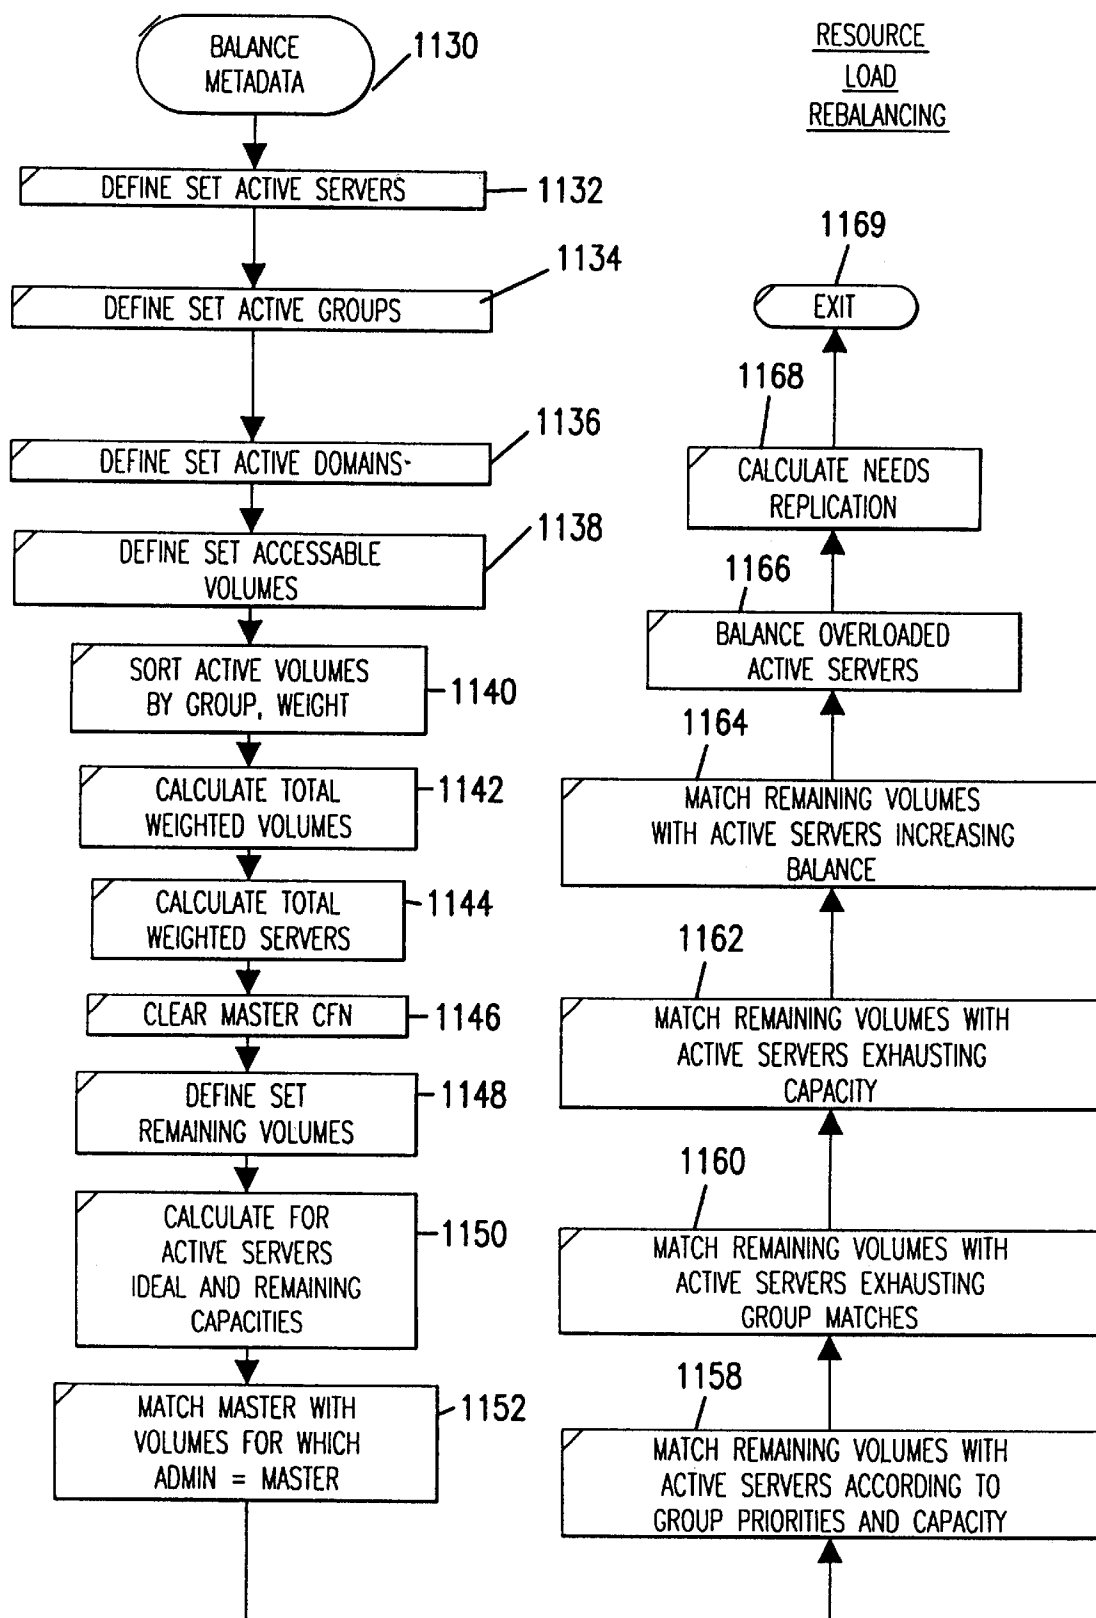 BALANCE
METADATA
1130
DEFINE SET ACTIVE SERVERS
1132
DEFINE SET ACTIVE GROUPS
1134
DEFINE SET ACTIVE DOMAINS
1136
DEFINE SET ACCESSABLE
VOLUMES
1138
SORT ACTIVE VOLUMES
BY GROUP, WEIGHT
1140
CALCULATE TOTAL
WEIGHTED VOLUMES
1142
CALCULATE TOTAL
WEIGHTED SERVERS
1144
CLEAR MASTER CFN
1146
DEFINE SET
REMAINING VOLUMES
1148
CALCULATE FOR
ACTIVE SERVERS
IDEAL AND REMAINING
CAPACITIES
1150
MATCH MASTER WITH
VOLUMES FOR WHICH
ADMIN = MASTER
1152
RESOURCE
LOAD
REBALANCING
1169
EXIT
1168
CALCULATE NEEDS
REPLICATION
1166
BALANCE OVERLOADED
ACTIVE SERVERS
1164
MATCH REMAINING VOLUMES
WITH ACTIVE SERVERS INCREASING
BALANCE
1162
MATCH REMAINING VOLUMES WITH
ACTIVE SERVERS EXHAUSTING
CAPACITY
1160
MATCH REMAINING VOLUMES WITH
ACTIVE SERVERS EXHAUSTING
GROUP MATCHES
1158
MATCH REMAINING VOLUMES WITH
ACTIVE SERVERS ACCORDING TO
GROUP PRIORITIES AND CAPACITY